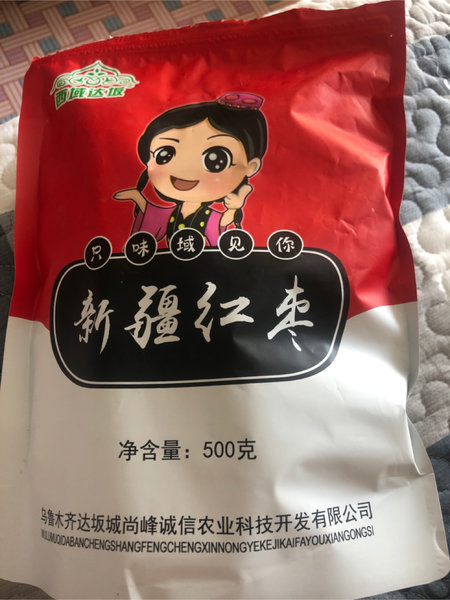 西域达坂
只味域见你
新疆红枣
净含量：500克
乌鲁木齐达坂城尚峰诚信农业科技开发有限公司
WULUMUQIDABANCHENGSHANGFENGCHENGXINNONGYEKEJIKAIFAYOUXIANGONGSI